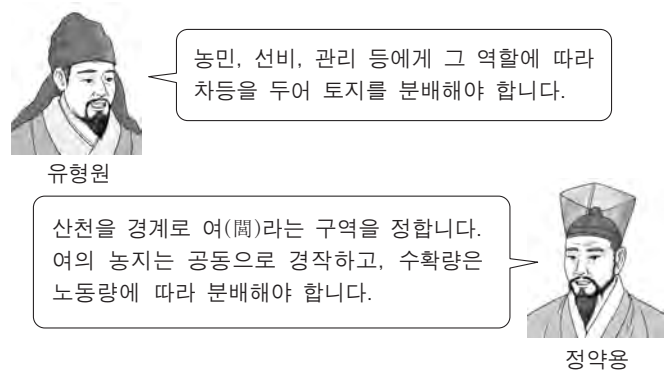 농민, 선비, 관리 등에게 그 역할에 따라
차등을 두어 토지를 분배해야 합니다.
유형원
산천을 경계로 여(閭)라는 구역을 정합니다.
여의 농지는 공동으로 경작하고, 수확량은
노동량에 따라 분배해야 합니다.
정약용